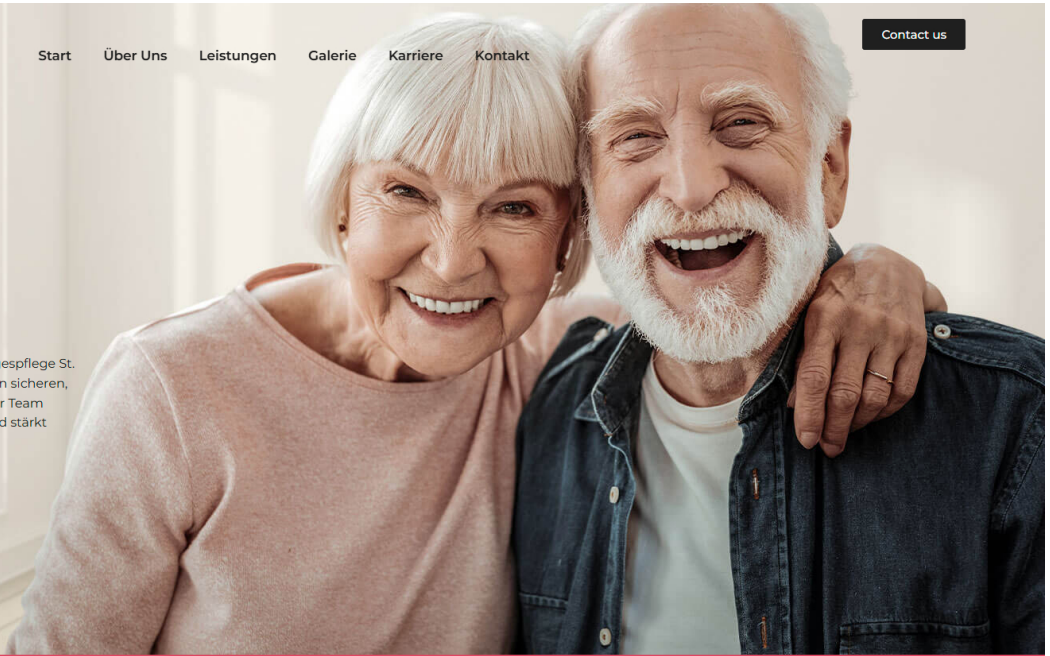 Start Über Uns Leistungen Galerie Karriere Kontakt
Contact us
espflege St.
n sicheren,
r Team
d stärkt